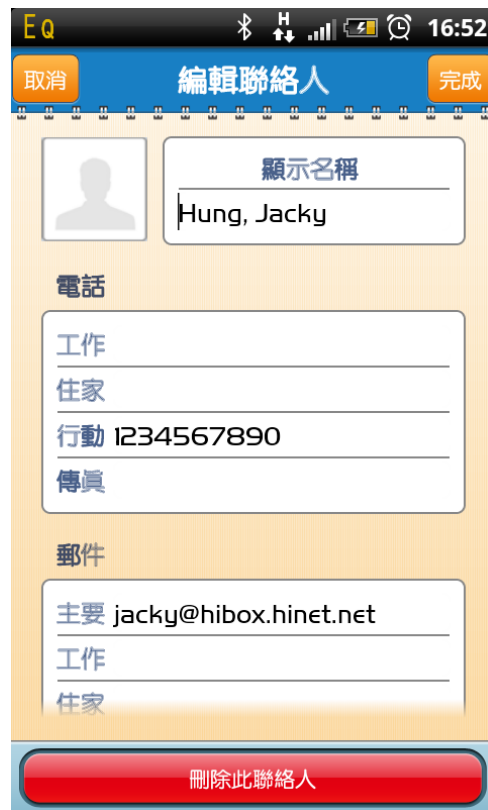 EQ H 16:52
取消 編輯聯絡人 完成
顯示名稱
Hung, Jacky
電話
工作
住家
行動 1234567890
傳真
郵件
主要 jacky@hibox.hinet.net
工作
住家
刪除此聯絡人